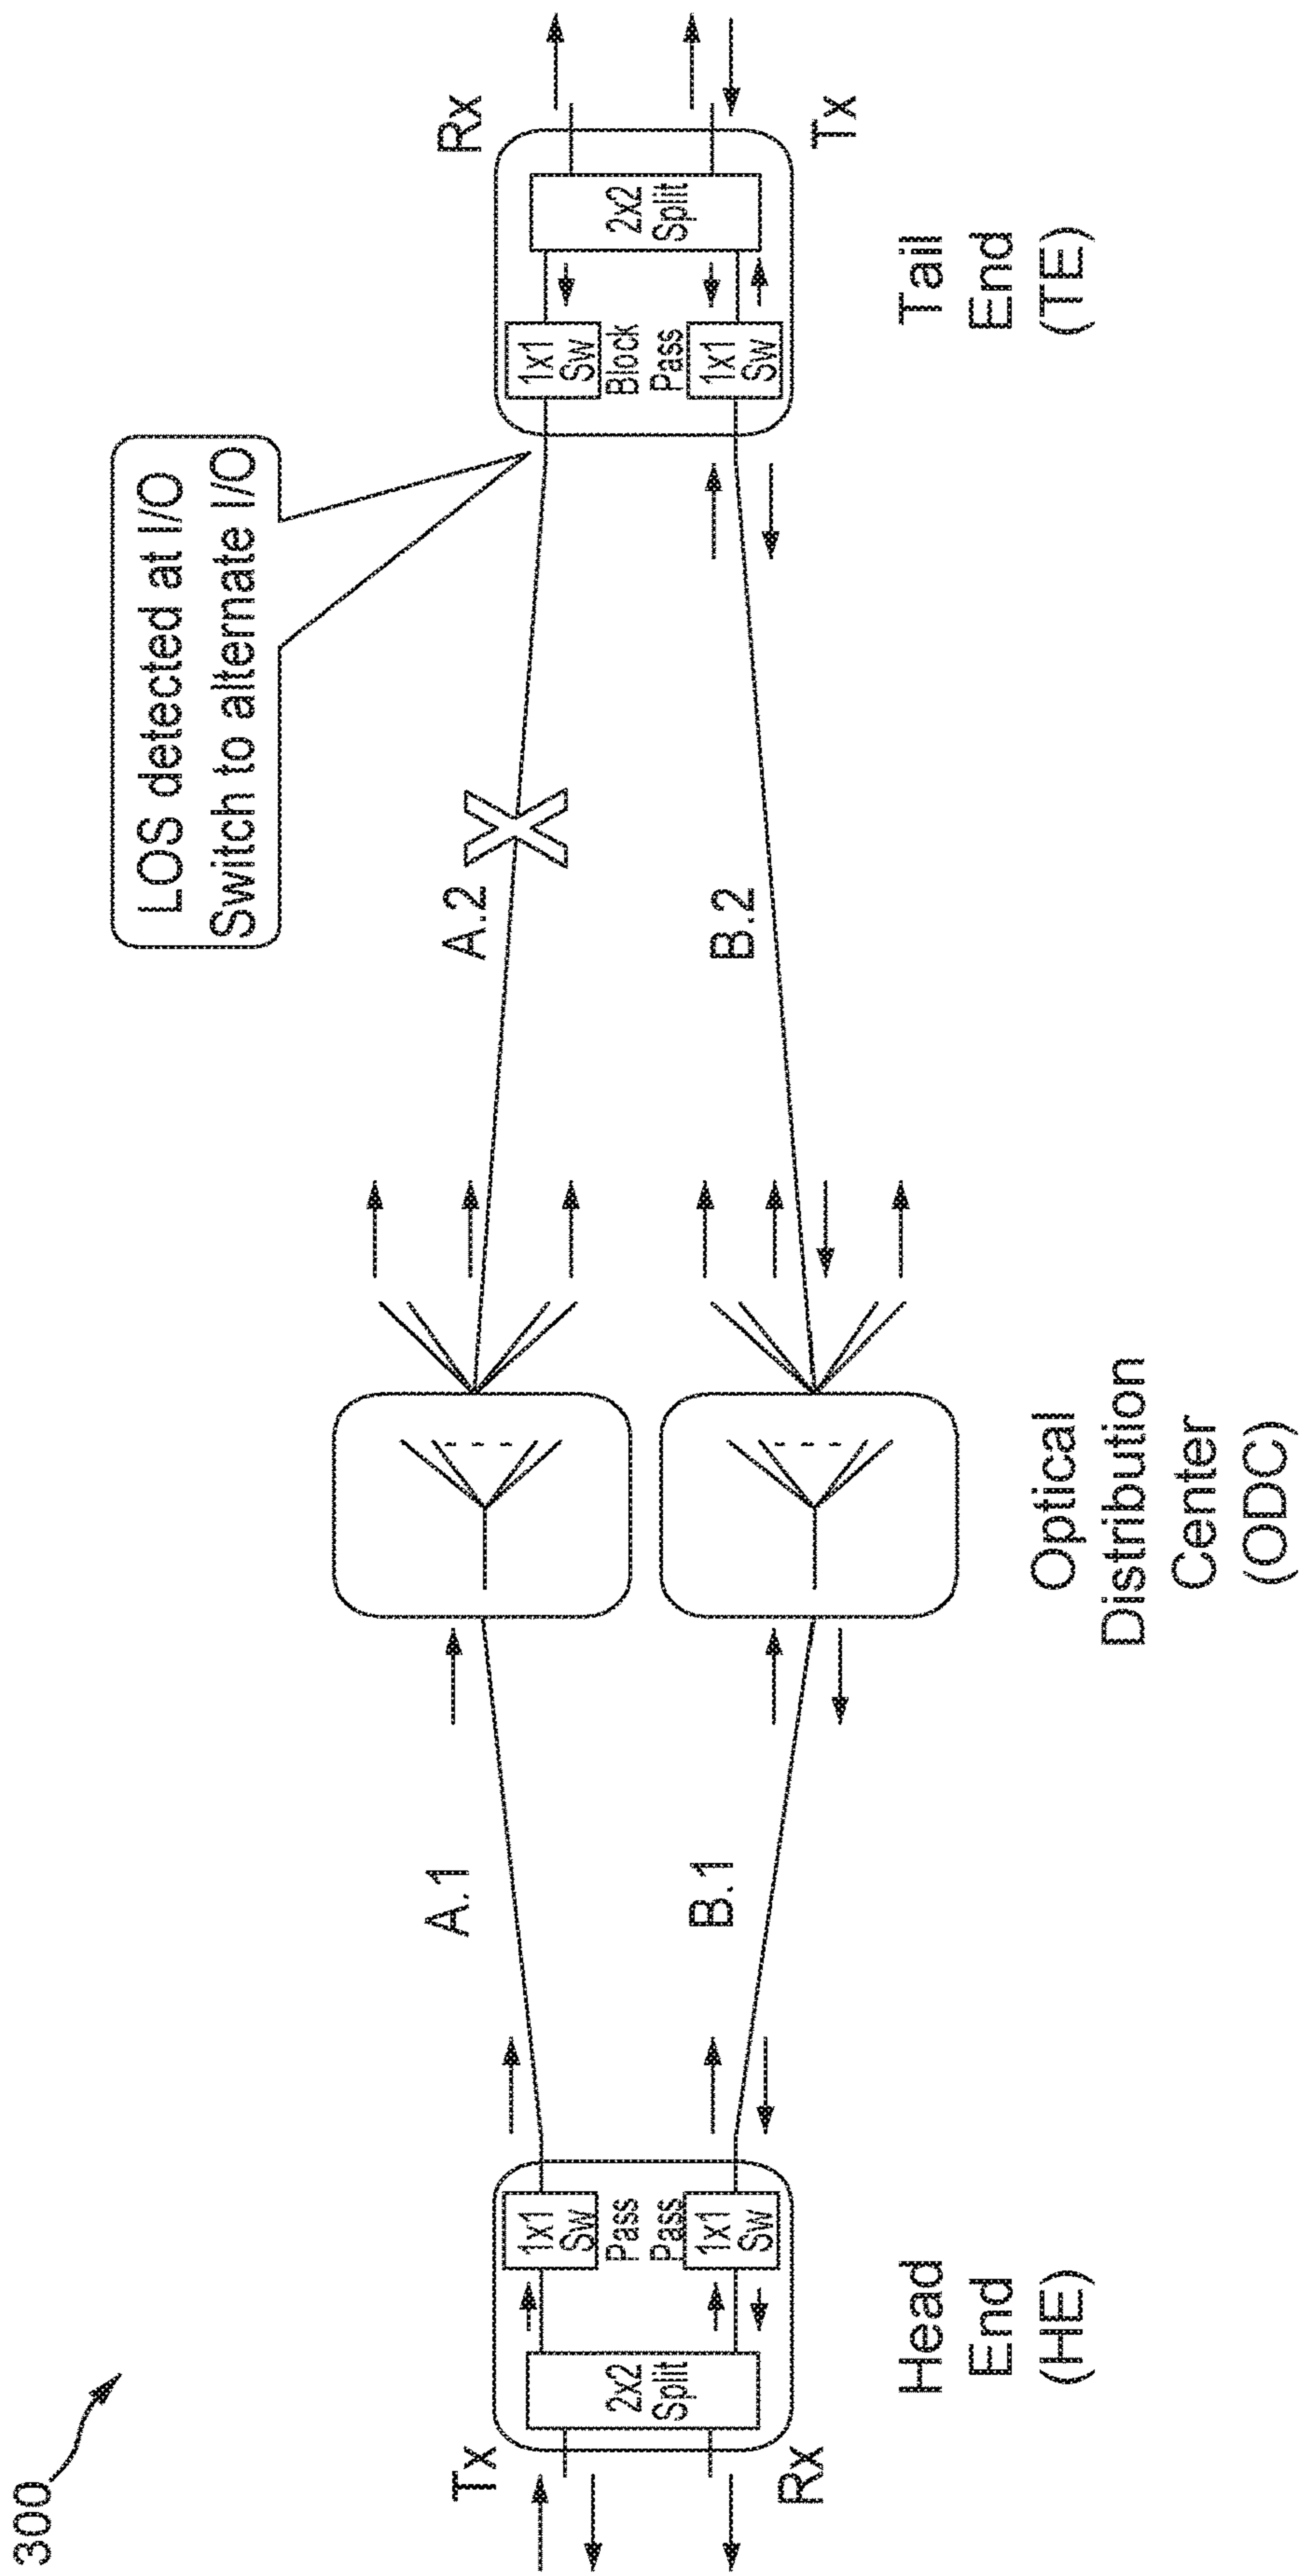 300
LOS detected at I/O
Switch to alternate I/O
Tx
Rx
2x2
Split
1x1
Sw
Pass
Pass
1x1
Sw
A.1
B.1
A.2
X
B.2
1x1
Sw
Block
Pass
1x1
Sw
2x2
Split
Rx
Tx
Head
End
(HE)
Optical
Distribution
Center
(ODC)
Tail
End
(TE)